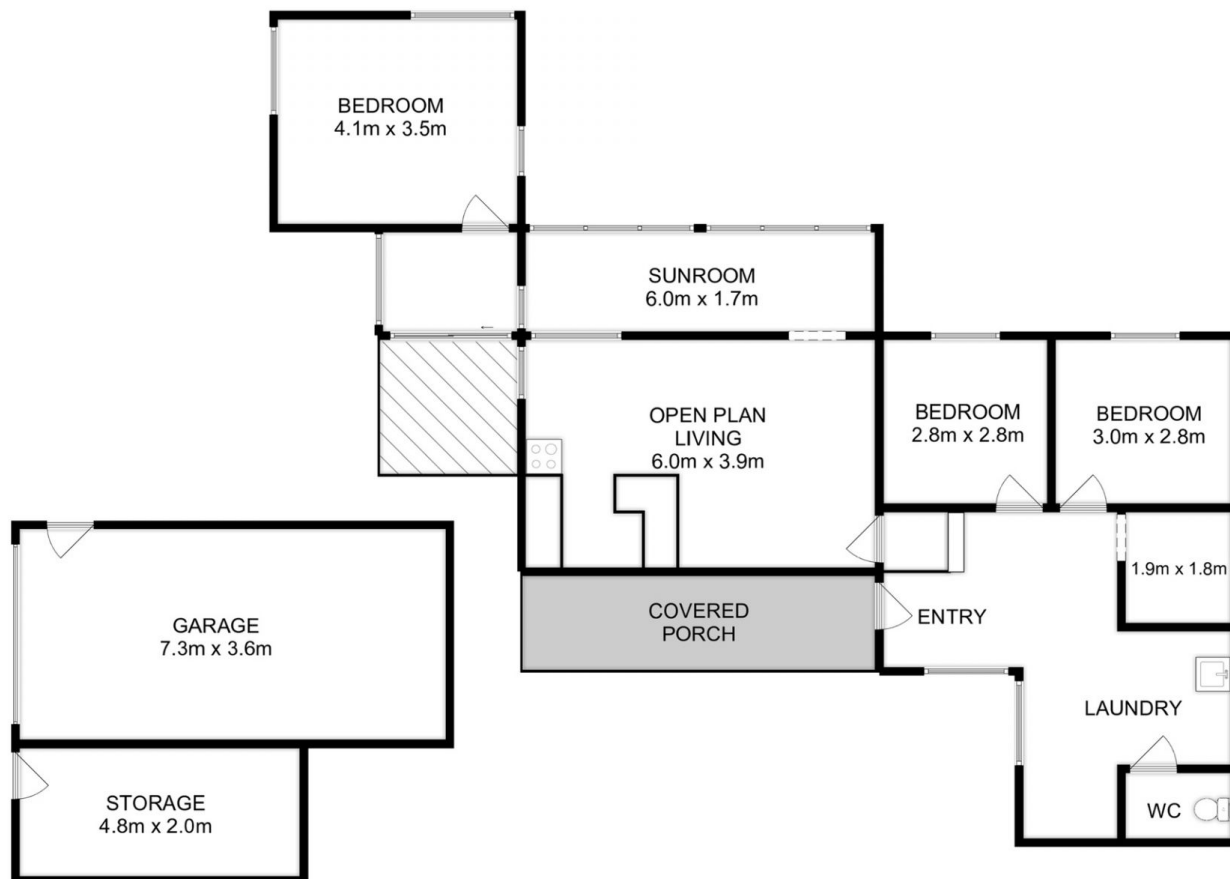 BEDROOM
4.1m x 3.5m
SUNROOM
6.0m x 1.7m
OPEN PLAN
LIVING
6.0m x 3.9m
BEDROOM
2.8m x 2.8m
BEDROOM
3.0m x 2.8m
1.9m x 1.8m
GARAGE
7.3m x 3.6m
COVERED
PORCH
ENTRY
LAUNDRY
STORAGE
4.8m x 2.0m
WC